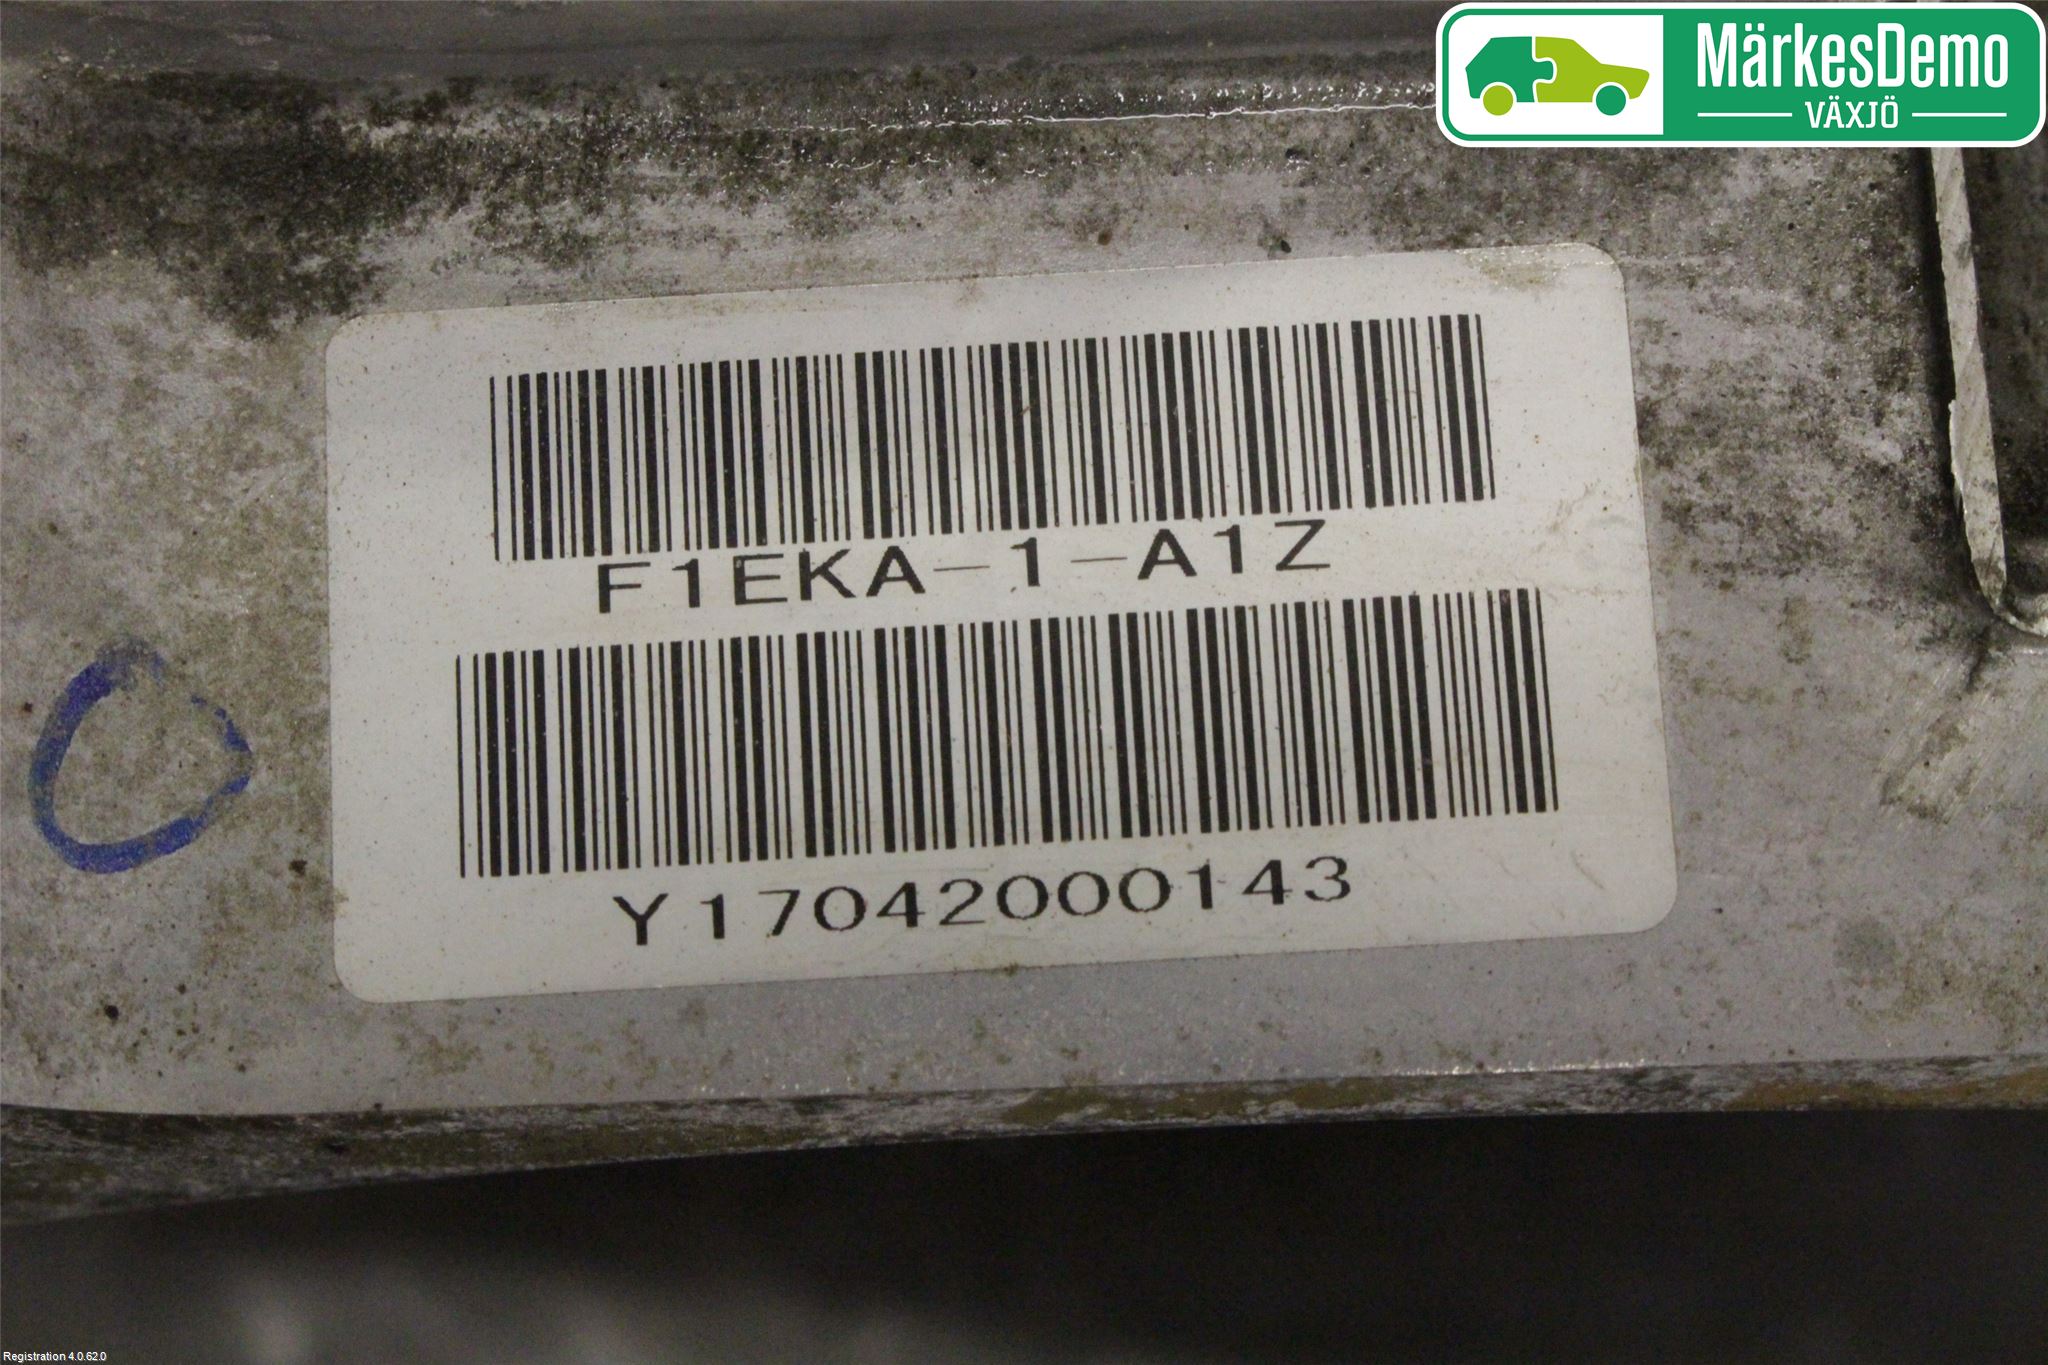 MärkesDemo
VÄXJÖ
F1EKA-1-A1Z
Y17042000143
Registration 4.0.62.0